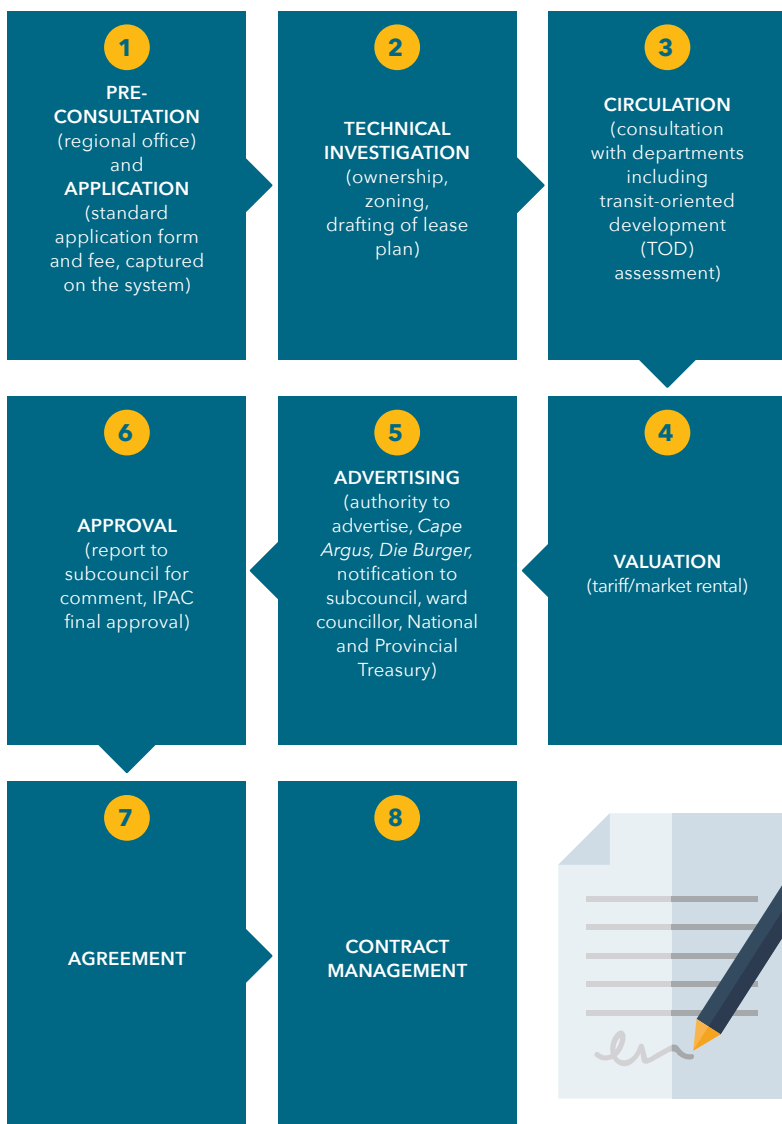 1
PRE-
CONSULTATION
(regional office)
and
APPLICATION
(standard
application form
and fee, captured
on the system)
2
TECHNICAL
INVESTIGATION
(ownership,
zoning,
drafting of lease
plan)
3
CIRCULATION
(consultation
with departments
including
transit-oriented
development
(TOD)
assessment)
4
VALUATION
(tariff/market rental)
5
ADVERTISING
(authority to
advertise, Cape
Argus, Die Burger,
notification to
subcouncil, ward
councillor, National
and Provincial
Treasury)
6
APPROVAL
(report to
subcouncil for
comment, IPAC
final approval)
7
AGREEMENT
8
CONTRACT
MANAGEMENT